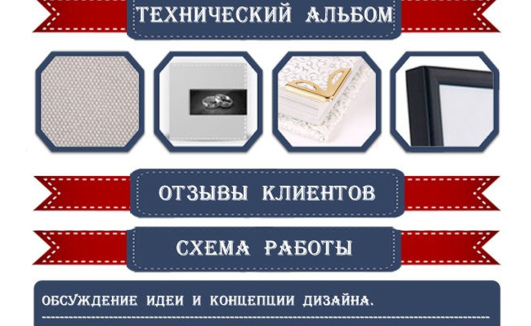 ТЕХНИЧЕСКИЙ АЛЬБОМ
ОТЗЫВЫ КЛИЕНТОВ
СХЕМА РАБОТЫ
ОБСУЖДЕНИЕ ИДЕИ И КОНЦЕПЦИИ ДИЗАЙНА.